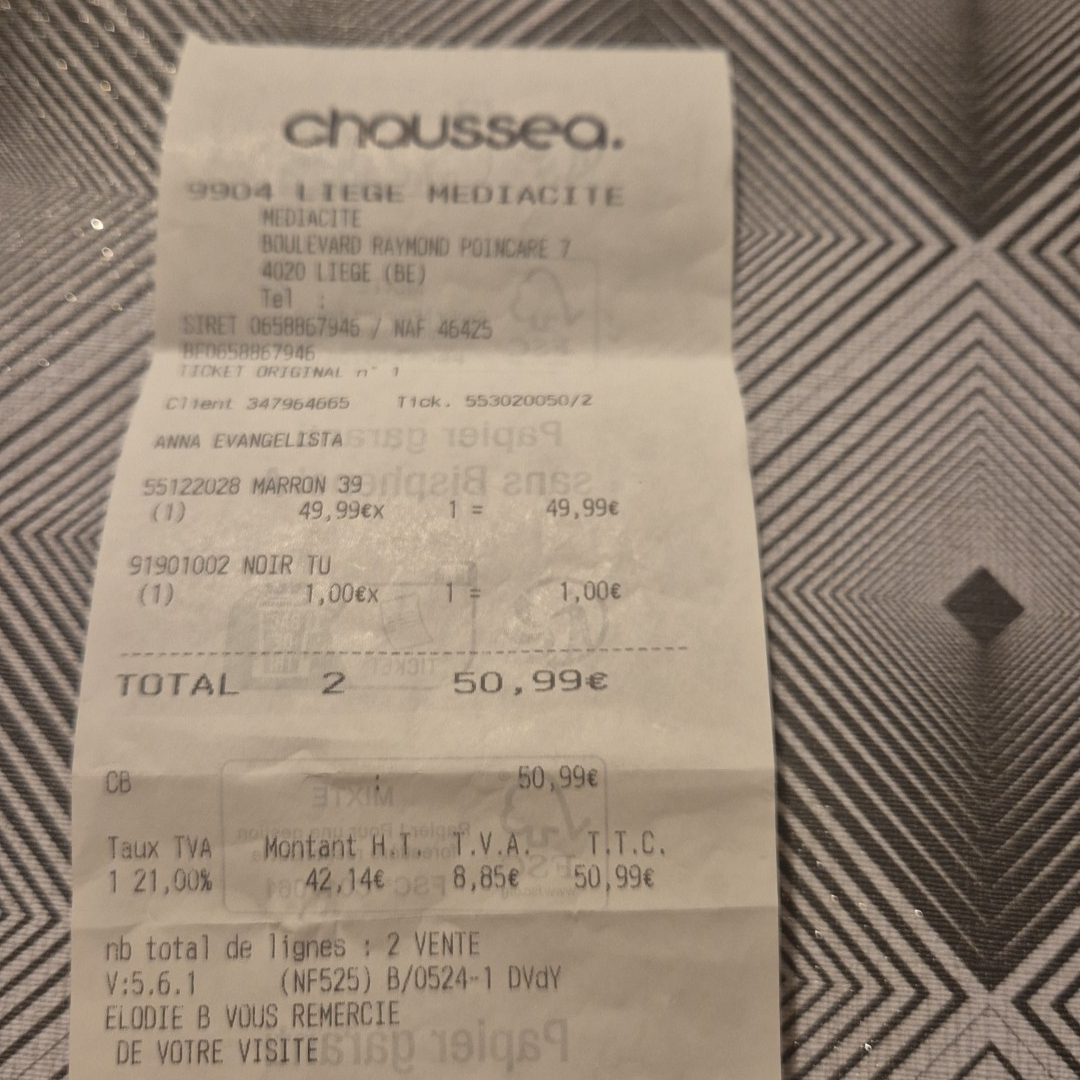 chaussea.
9904 LIEGE MEDIACITE
MEDIACITE
BOULEVARD RAYMOND POINCARE 7
4020 LIEGE (BE)
Tel :
SIRET 0658867946 / NAF 46425
BE0658867946
TICKET ORIGINAL n° 1
Client 347964665 Tick. 553020050/2
ANNA EVANGELISTA
55122028 MARRON 39
(1) 49,99€x 1 = 49,99€
91901002 NOIR TU
(1) 1,00€x 1 = 1,00€
TOTAL 2 50,99€
CB : 50,99€
Taux TVA Montant H.T. T.V.A. T.T.C.
1 21,00% 42,14€ 8,85€ 50,99€
nb total de lignes : 2 VENTE
V:5.6.1 (NF525) B/0524-1 DVdY
ELODIE B VOUS REMERCIE
DE VOTRE VISITE